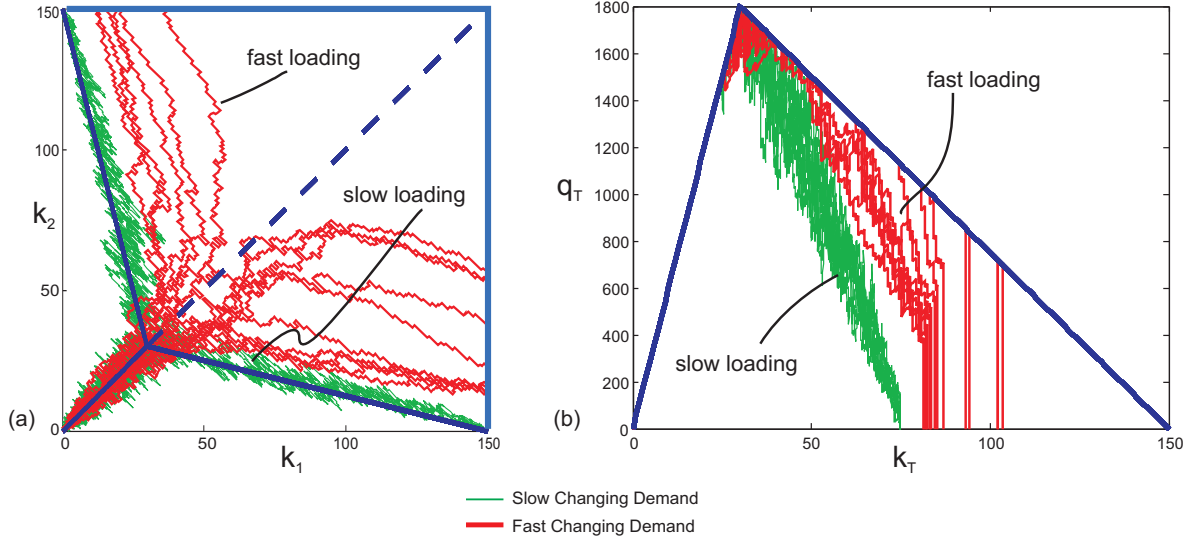 150
fast loading
100
k2
slow loading
50
(a)
0
0
50
100
150
k1
1800
1600
1400
1200
qT
1000
800
600
400
200
(b)
0
fast loading
slow loading
0
50
100
150
kT
Slow Changing Demand
Fast Changing Demand